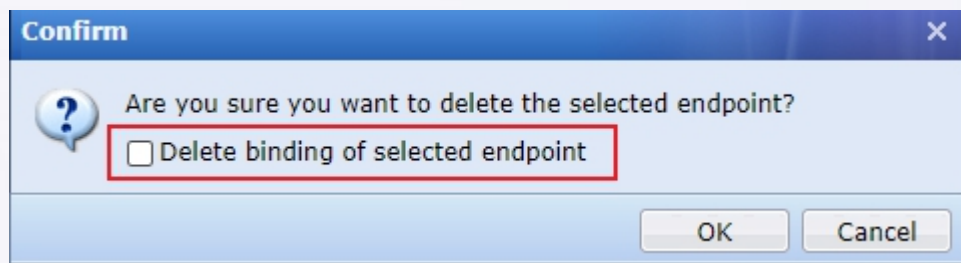 Confirm
Are you sure you want to delete the selected endpoint?
Delete binding of selected endpoint
OK Cancel